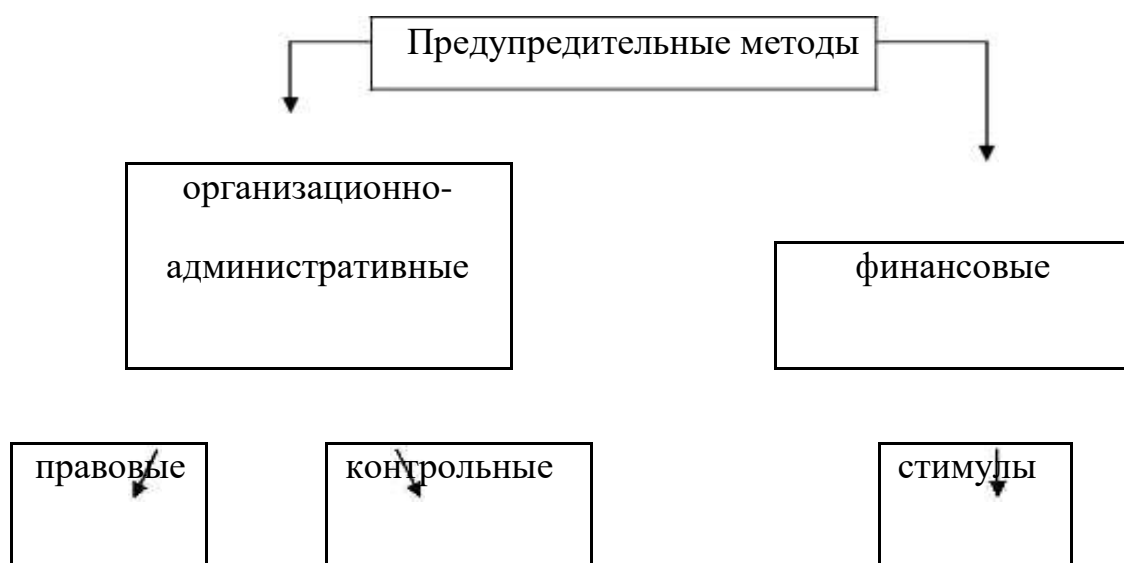 Предупредительные методы
организационно-
административные
финансовые
правовые
контрольные
стимулы